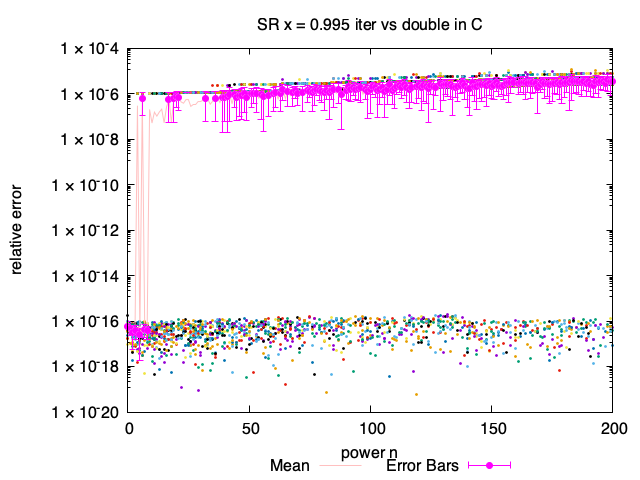 SR x = 0.995 iter vs double in C
1 × 10-4
1 × 10-6
1 × 10-8
1 × 10-10
1 × 10-12
1 × 10-14
1 × 10-16
1 × 10-18
1 × 10-20
relative error
0 50 100 150 200
power n
Mean Error Bars